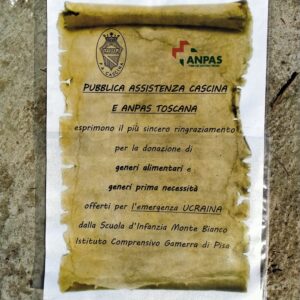 ANPAS
PUBBLICA ASSISTENZA CASCINA
E ANPAS TOSCANA
esprimono il più sincero ringraziamento
per la donazione di
generi alimentari e
generi prima necessità
offerti per l'emergenza UCRAINA
dalla Scuola d'Infanzia Monte Bianco
Istituto Comprensivo Gamerra di Pisa